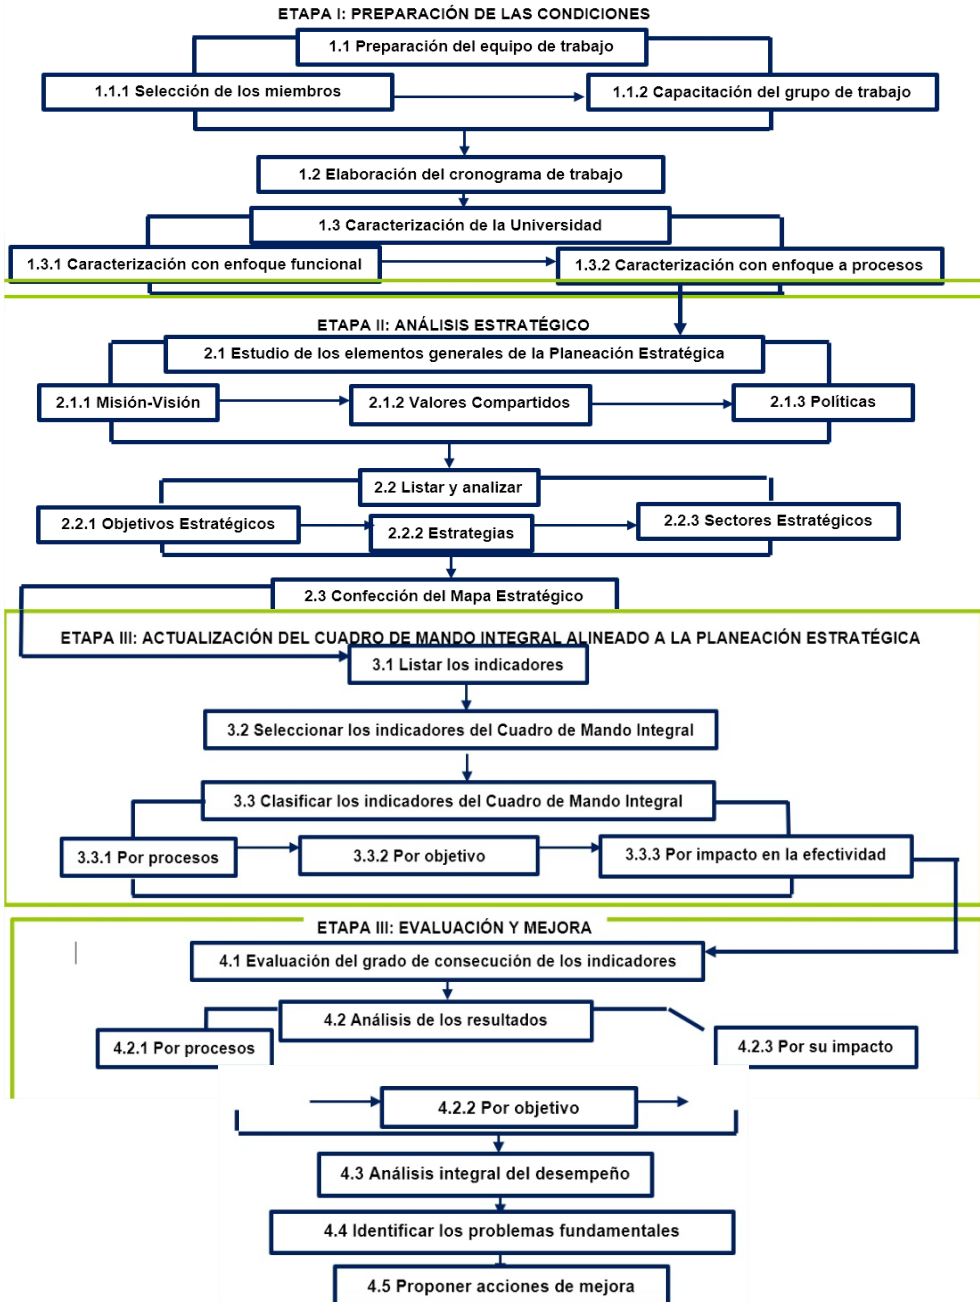 ETAPA I: PREPARACIÓN DE LAS CONDICIONES
1.1 Preparación del equipo de trabajo
1.1.1 Selección de los miembros
1.1.2 Capacitación del grupo de trabajo
1.2 Elaboración del cronograma de trabajo
1.3 Caracterización de la Universidad
1.3.1 Caracterización con enfoque funcional
1.3.2 Caracterización con enfoque a procesos
ETAPA II: ANÁLISIS ESTRATÉGICO
2.1 Estudio de los elementos generales de la Planeación Estratégica
2.1.1 Misión-Visión
2.1.2 Valores Compartidos
2.1.3 Políticas
2.2 Listar y analizar
2.2.1 Objetivos Estratégicos
2.2.2 Estrategias
2.2.3 Sectores Estratégicos
2.3 Confección del Mapa Estratégico
ETAPA III: ACTUALIZACIÓN DEL CUADRO DE MANDO INTEGRAL ALINEADO A LA PLANEACIÓN ESTRATÉGICA
3.1 Listar los indicadores
3.2 Seleccionar los indicadores del Cuadro de Mando Integral
3.3 Clasificar los indicadores del Cuadro de Mando Integral
3.3.1 Por procesos
3.3.2 Por objetivo
3.3.3 Por impacto en la efectividad
ETAPA III: EVALUACIÓN Y MEJORA
4.1 Evaluación del grado de consecución de los indicadores
4.2 Análisis de los resultados
4.2.1 Por procesos
4.2.3 Por su impacto
4.2.2 Por objetivo
4.3 Análisis integral del desempeño
4.4 Identificar los problemas fundamentales
4.5 Proponer acciones de mejora